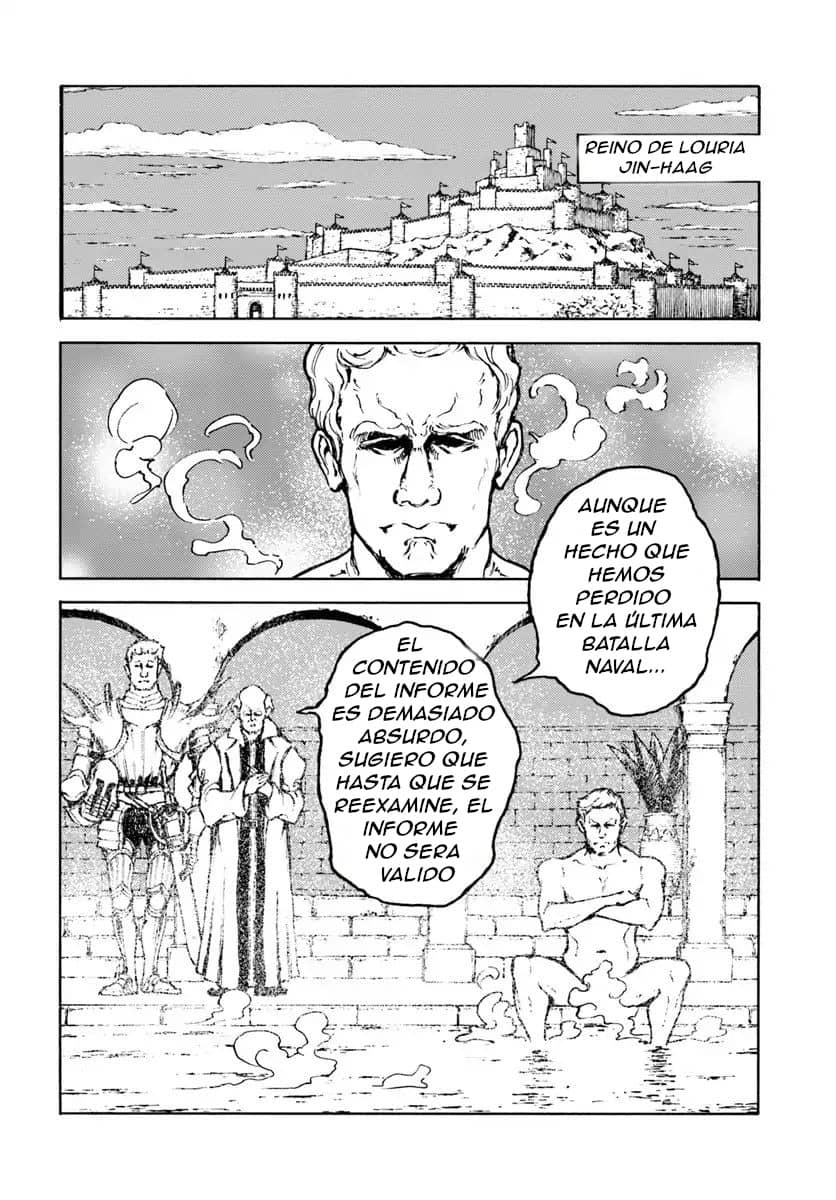 REINO DE LOURIA
JIN-HAAG
AUNQUE
ES UN
HECHO QUE
HEMOS
PERDIDO
EN LA ÚLTIMA
BATALLA
NAVAL...
EL
CONTENIDO
DEL INFORME
ES DEMASIADO
ABSURDO,
SUGIERO QUE
HASTA QUE SE
REEXAMINE, EL
INFORME
NO SERA
VALIDO